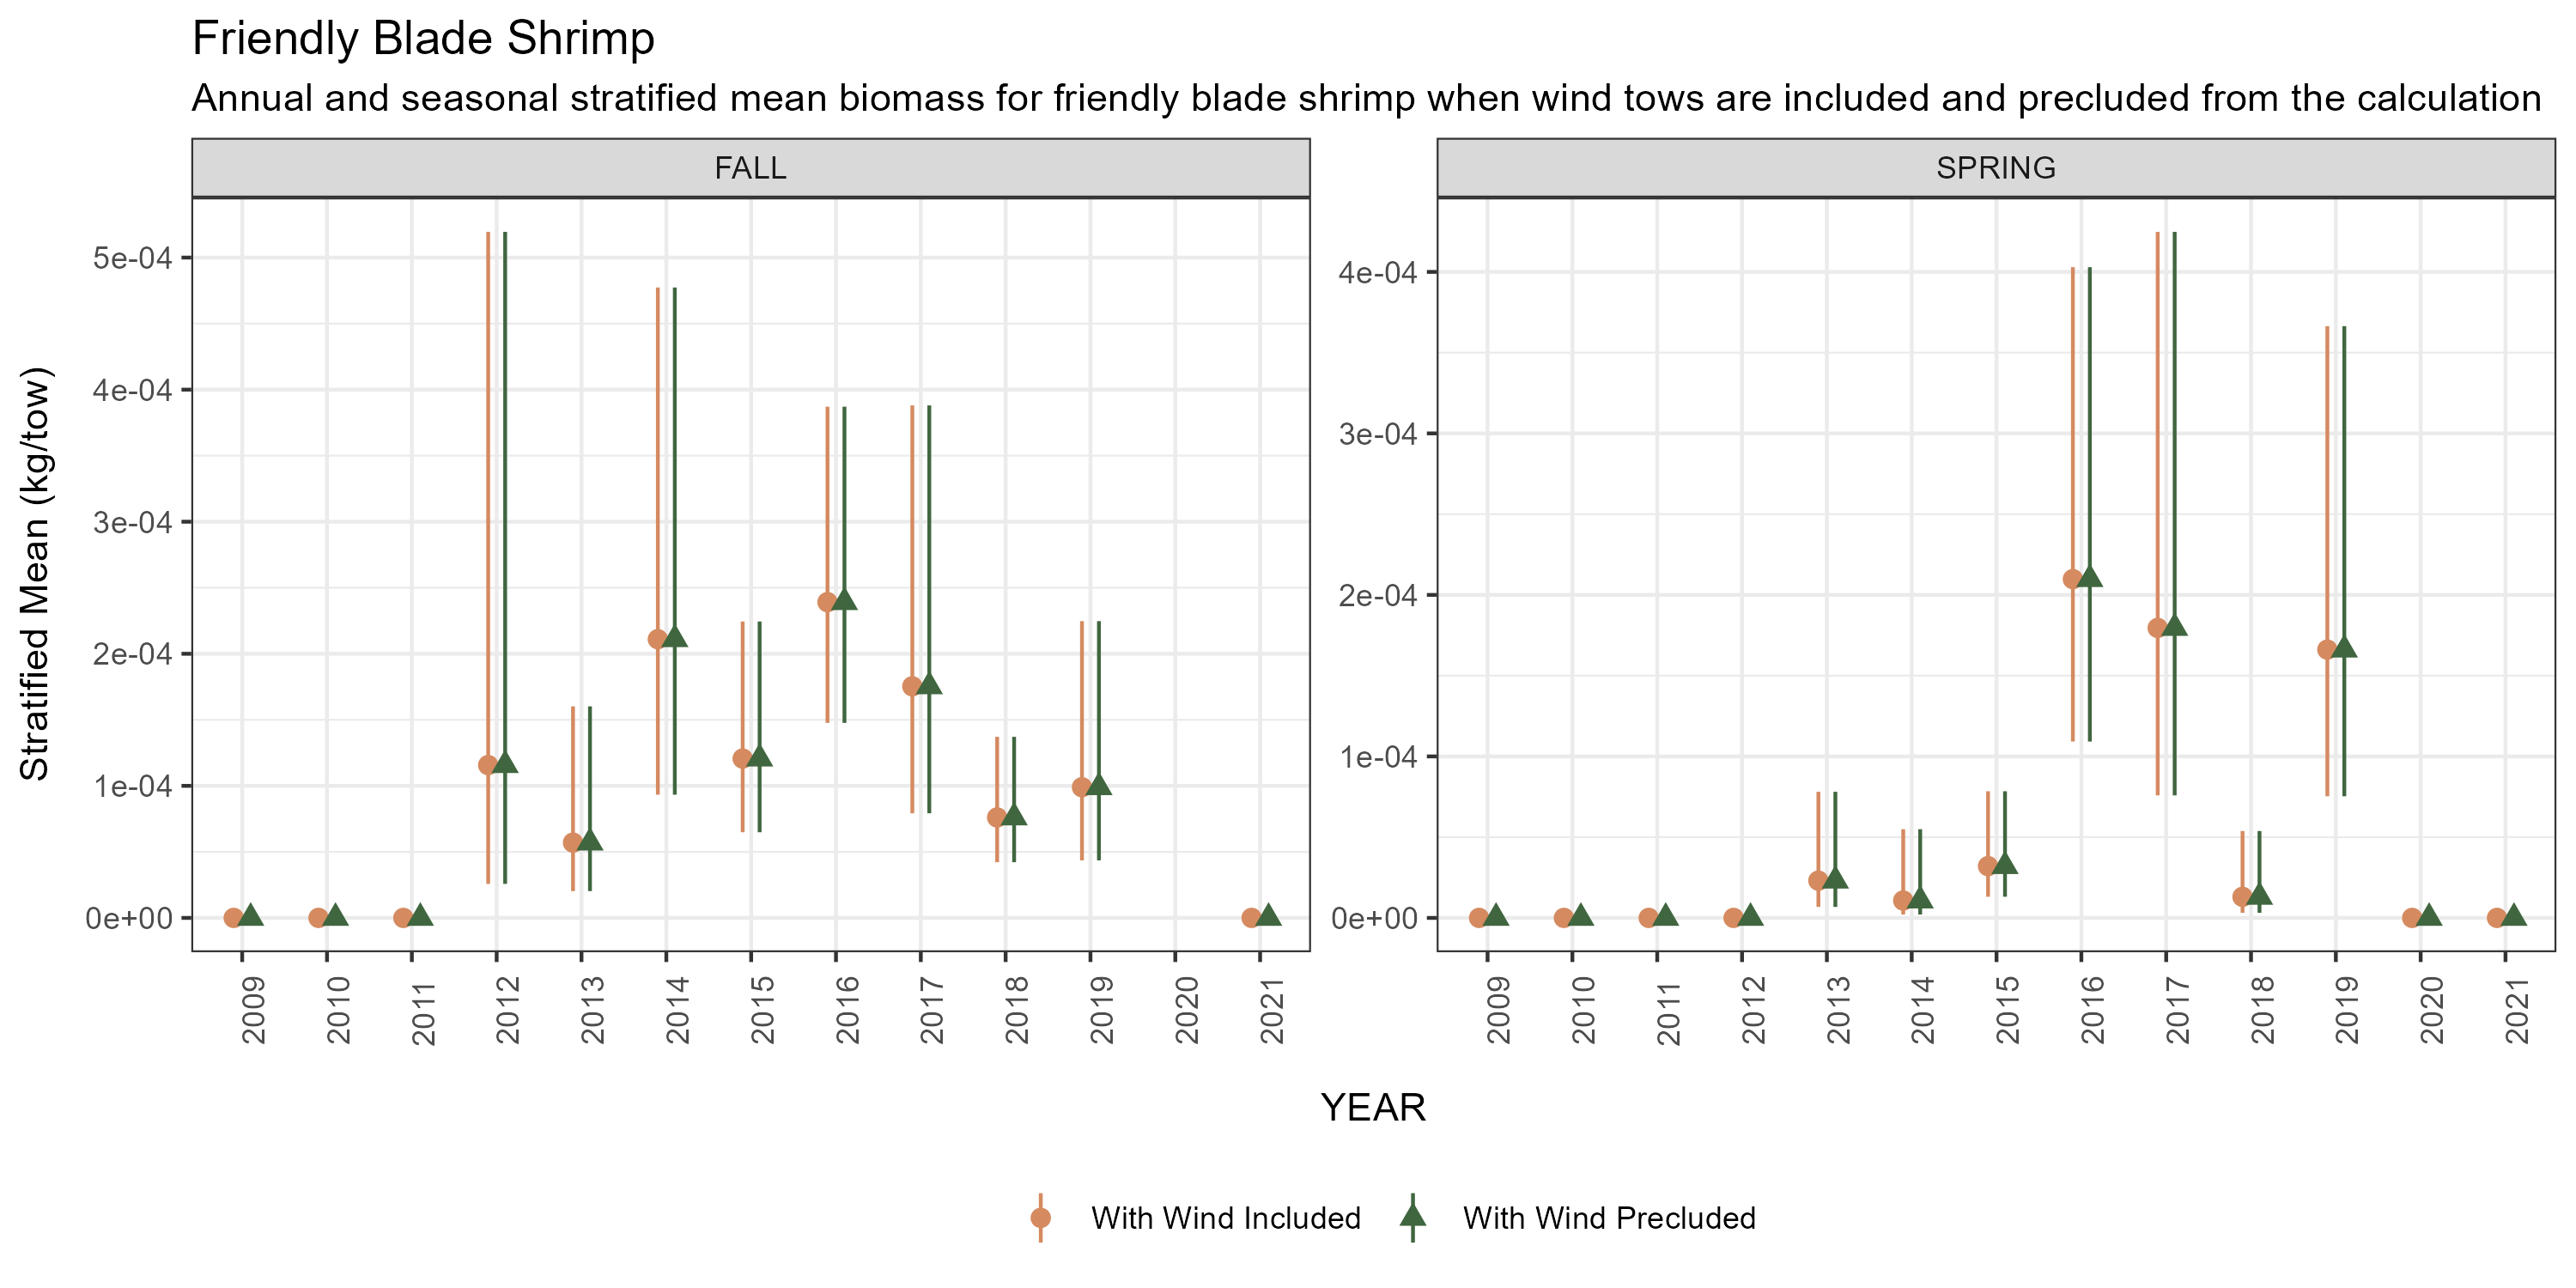 Friendly Blade Shrimp
Annual and seasonal stratified mean biomass for friendly blade shrimp when wind tows are included and precluded from the calculation
FALL
SPRING
Stratified Mean (kg/tow)
5e-04
4e-04
3e-04
2e-04
1e-04
0e+00
4e-04
3e-04
2e-04
1e-04
0e+00
2009 2010 2011 2012 2013 2014 2015 2016 2017 2018 2019 2020 2021
2009 2010 2011 2012 2013 2014 2015 2016 2017 2018 2019 2020 2021
YEAR
With Wind Included With Wind Precluded